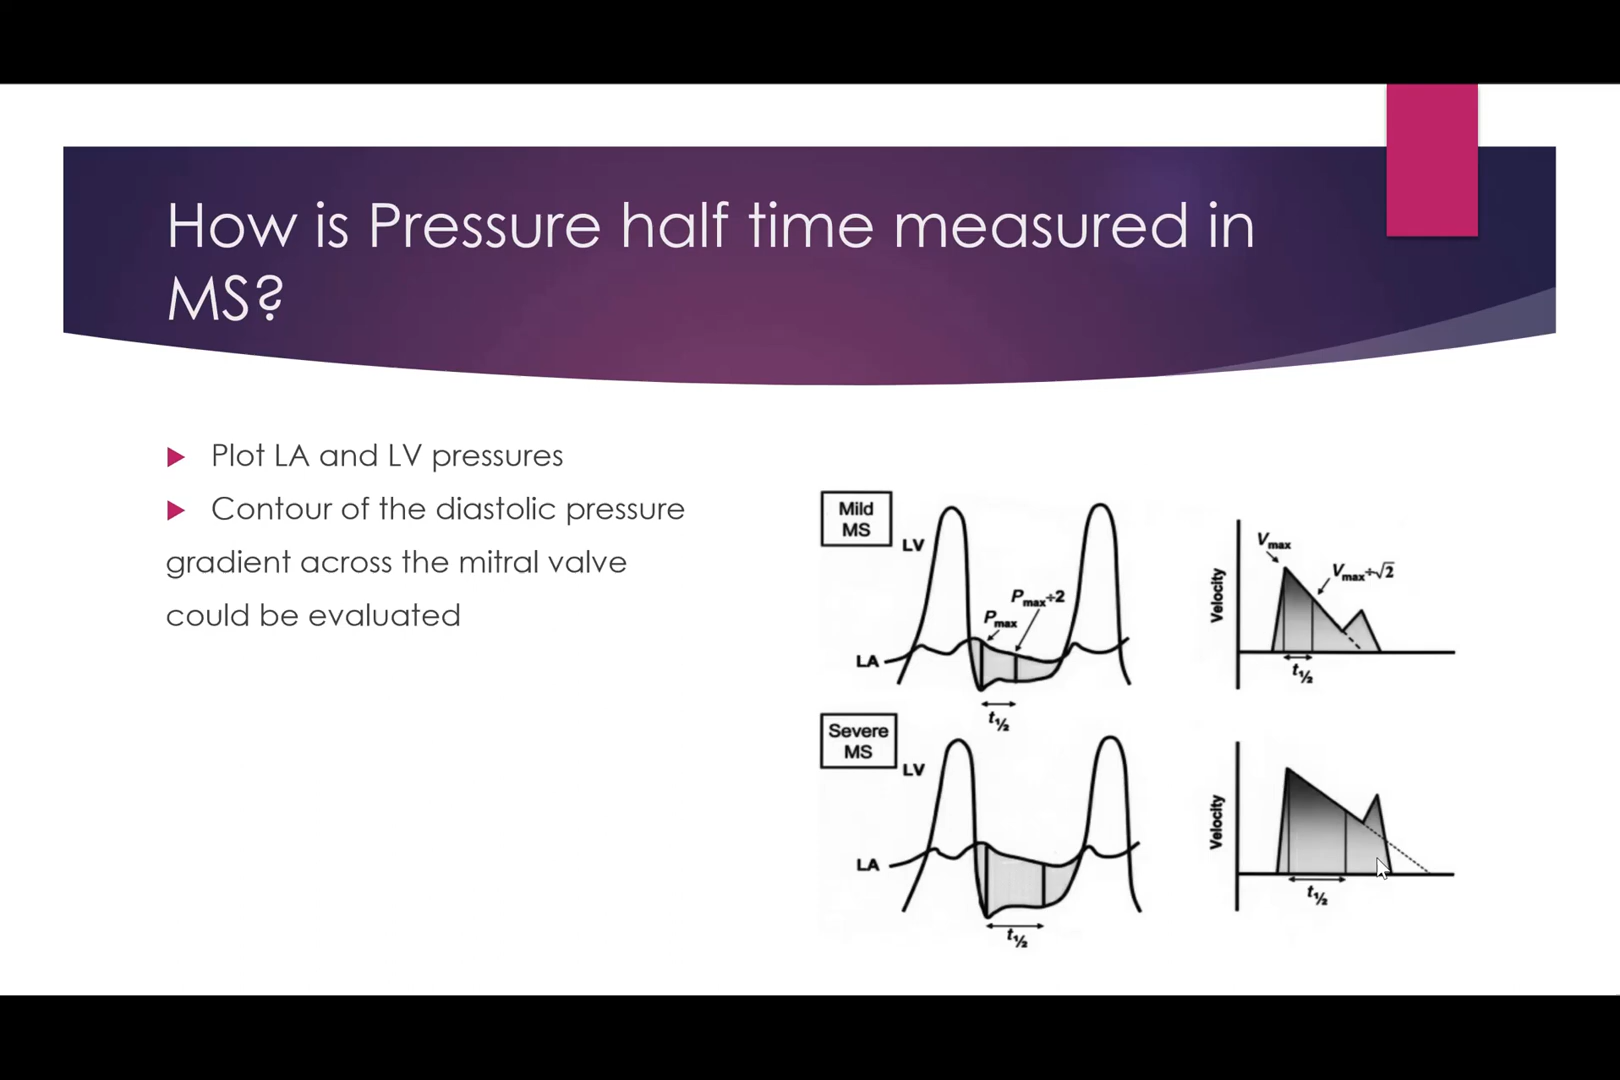 How is Pressure half time measured in
MS?
▶ Plot LA and LV pressures
▶ Contour of the diastolic pressure
gradient across the mitral valve
could be evaluated
Mild
MS
LV
Pmax÷2
Pmax
LA
t½
Velocity
Vmax
Vmax÷√2
t½
Severe
MS
LV
LA
t½
Velocity
t½